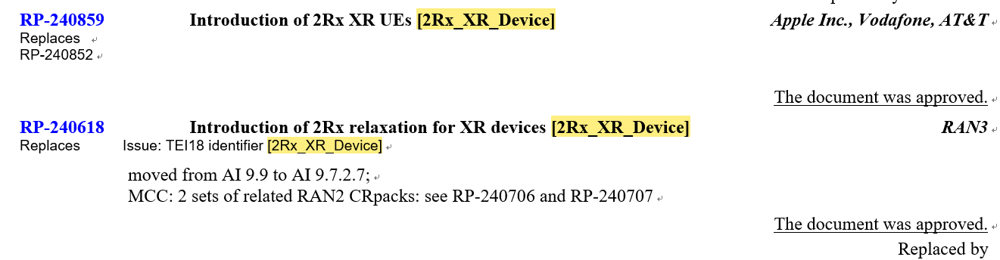 RP-240859 Introduction of 2Rx XR UEs [2Rx_XR_Device] Apple Inc., Vodafone, AT&T
Replaces
RP-240852
The document was approved.
RP-240618 Introduction of 2Rx relaxation for XR devices [2Rx_XR_Device] RAN3
Replaces Issue: TEI18 identifier [2Rx_XR_Device]
moved from AI 9.9 to AI 9.7.2.7;
MCC: 2 sets of related RAN2 CRpacks: see RP-240706 and RP-240707
The document was approved.
Replaced by